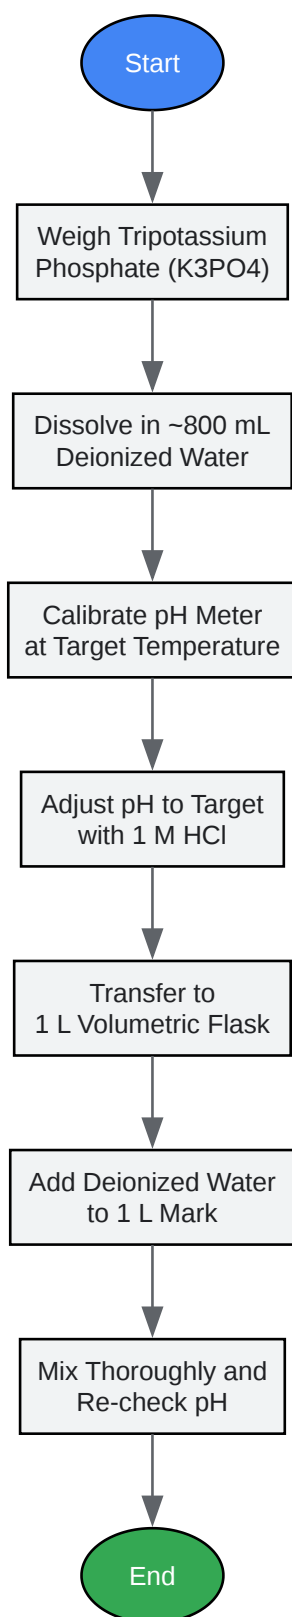 Start
Weigh Tripotassium
Phosphate (K3PO4)
Dissolve in ~800 mL
Deionized Water
Calibrate pH Meter
at Target Temperature
Adjust pH to Target
with 1 M HCl
Transfer to
1 L Volumetric Flask
Add Deionized Water
to 1 L Mark
Mix Thoroughly and
Re-check pH
End